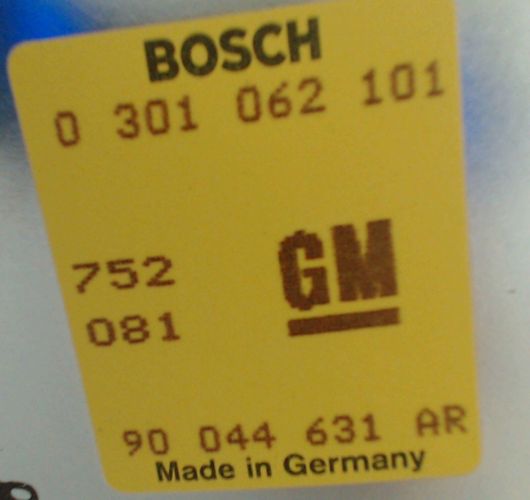 BOSCH
0 301 062 101
752
081
GM
90 044 631 AR
Made in Germany